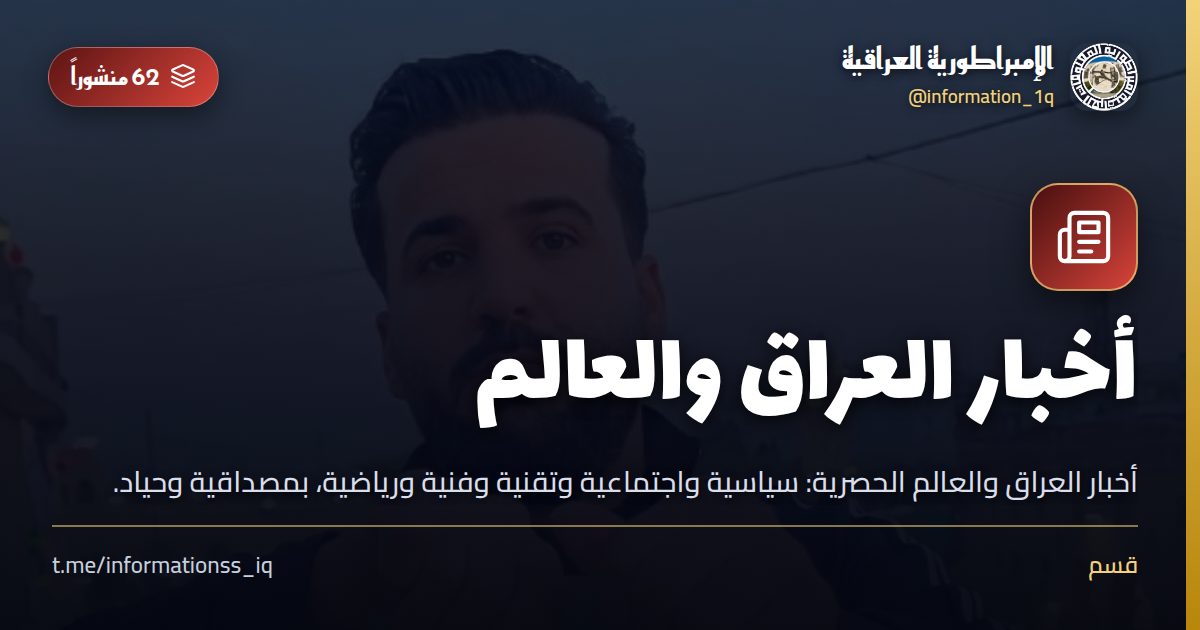 الإمبراطورية العراقية
@information_1q
62 منشوراً
أخبار العراق والعالم
أخبار العراق والعالم الحصرية: سياسية واجتماعية وتقنية وفنية ورياضية، بمصداقية وحياد.
قسم
t.me/informationss_iq